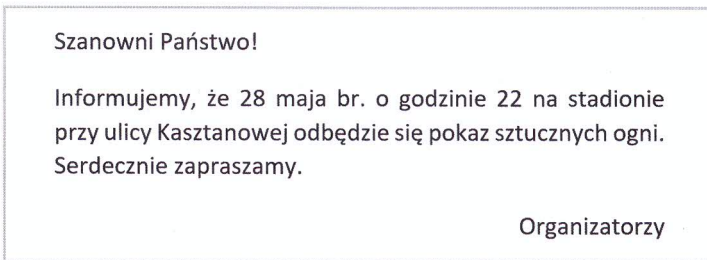 Szanowni Państwo!
Informujemy, że 28 maja br. o godzinie 22 na stadionie
przy ulicy Kasztanowej odbędzie się pokaz sztucznych ogni.
Serdecznie zapraszamy.
Organizatorzy